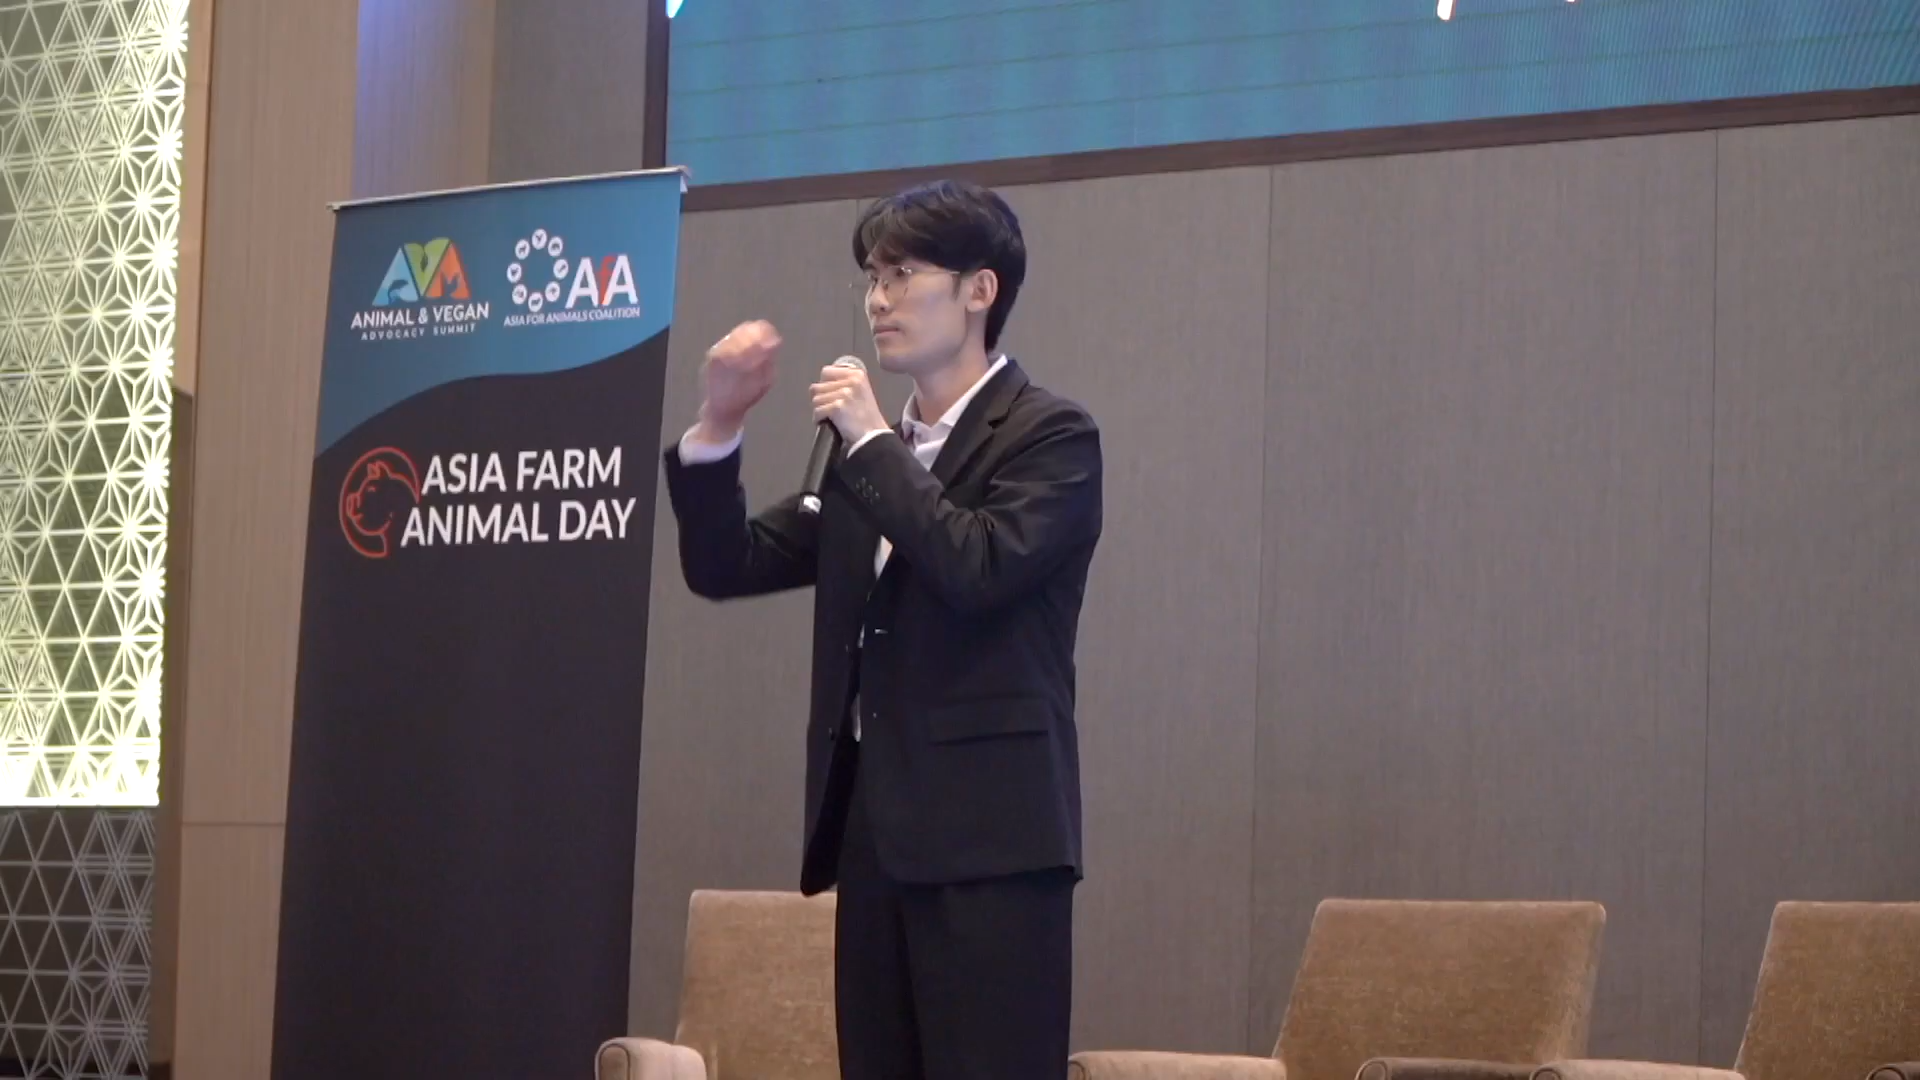 ANIMAL & VEGAN
ADVOCACY SUMMIT
AfA
ASIA FOR ANIMALS COALITION
ASIA FARM
ANIMAL DAY